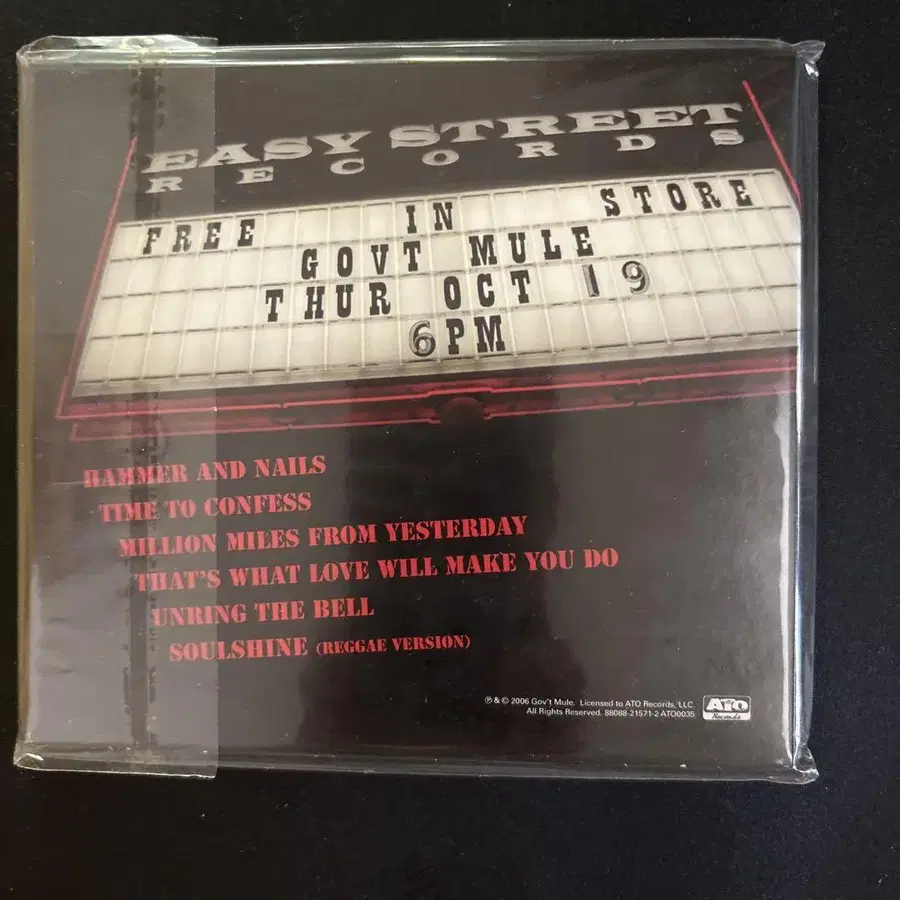 EASY STREET
RECORDS
FREE IN STORE
GOVT MULE
THUR OCT 19
6PM
HAMMER AND NAILS
TIME TO CONFESS
MILLION MILES FROM YESTERDAY
THAT'S WHAT LOVE WILL MAKE YOU DO
UNRING THE BELL
SOULSHINE (REGGAE VERSION)
℗ & © 2006 Gov't Mule. Licensed to ATO Records, LLC.
All Rights Reserved. 88088-21571-2 ATO0035
ATO
Records